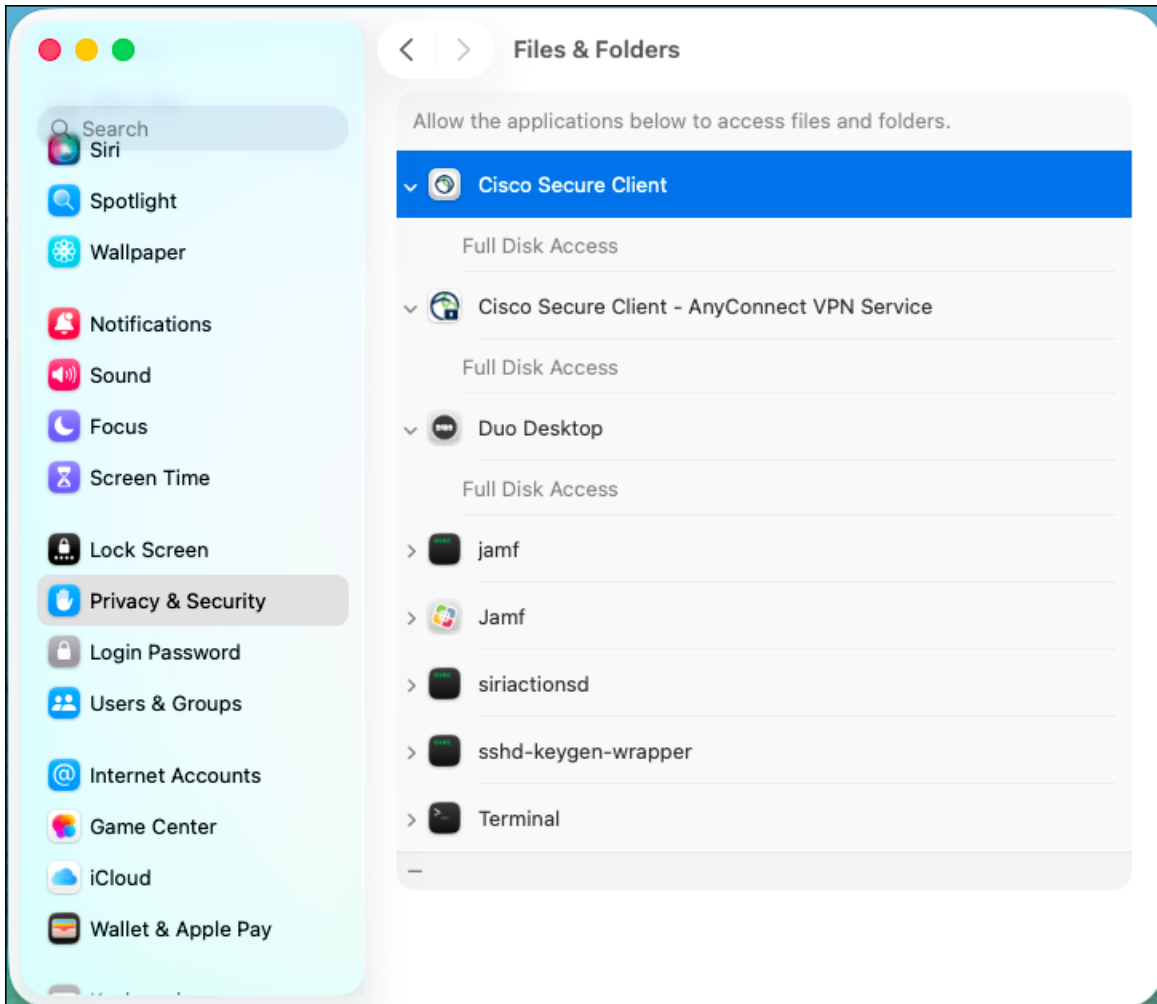 Files & Folders
Search
Siri
Spotlight
Wallpaper
Notifications
Sound
Focus
Screen Time
Lock Screen
Privacy & Security
Login Password
Users & Groups
Internet Accounts
Game Center
iCloud
Wallet & Apple Pay
Allow the applications below to access files and folders.
Cisco Secure Client
Full Disk Access
Cisco Secure Client - AnyConnect VPN Service
Full Disk Access
Duo Desktop
Full Disk Access
jamf
Jamf
siriactionsd
sshd-keygen-wrapper
Terminal